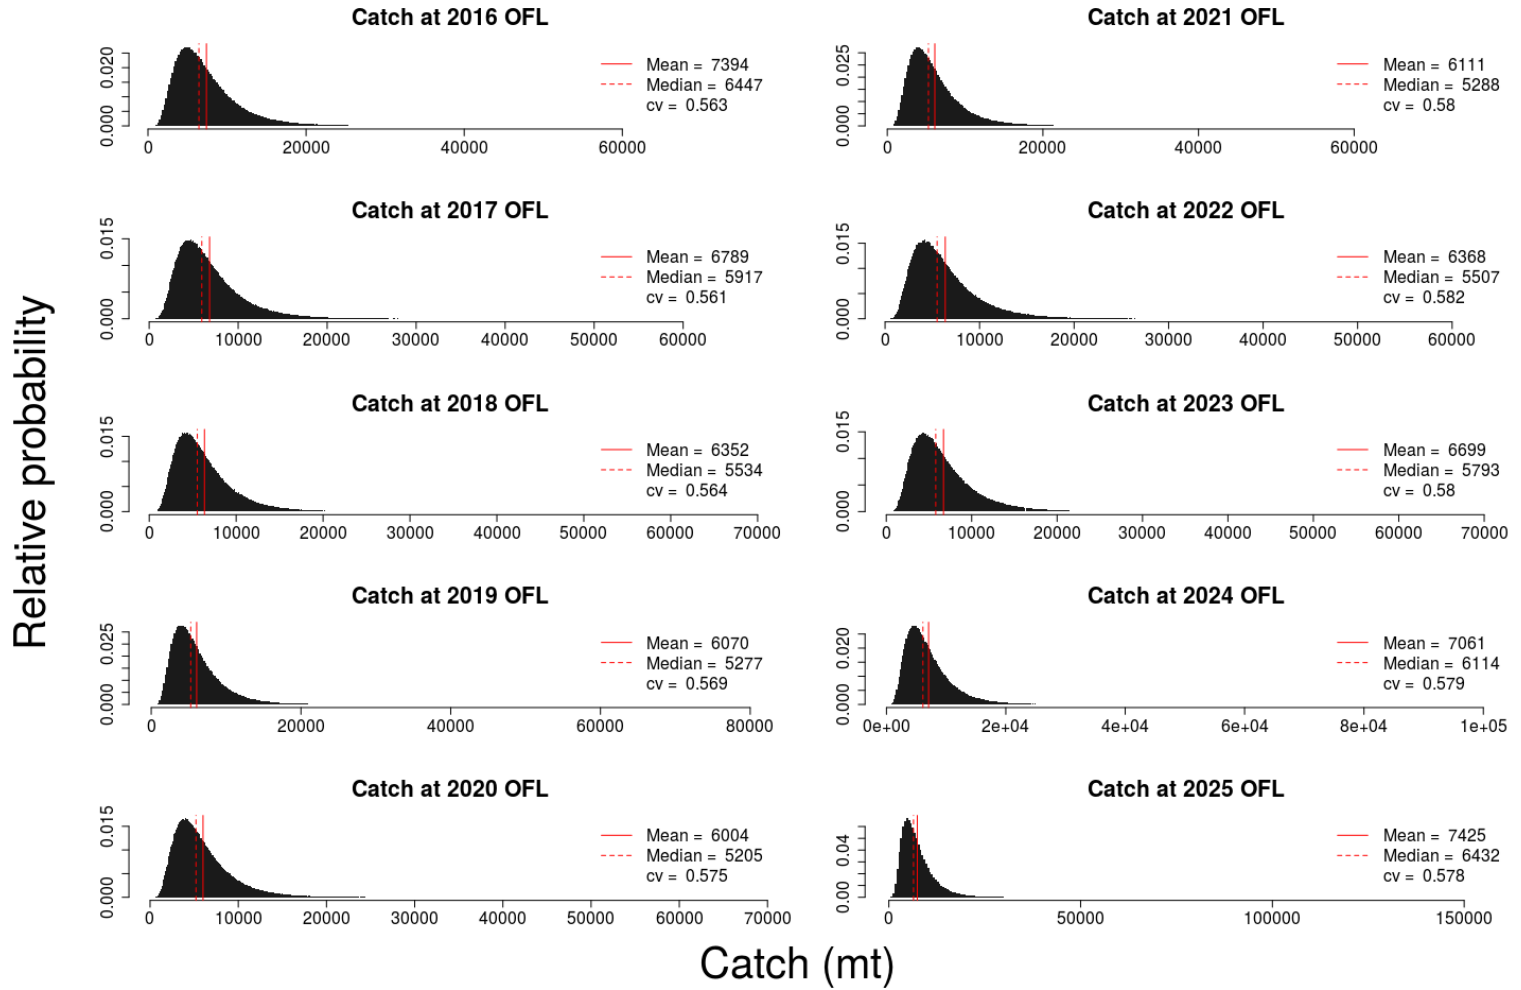 Relative probability
Catch at 2016 OFL
0.000 0.020
Mean = 7394
Median = 6447
cv = 0.563
0 20000 40000 60000
Catch at 2017 OFL
0.000 0.015
Mean = 6789
Median = 5917
cv = 0.561
0 10000 20000 30000 40000 50000 60000
Catch at 2018 OFL
0.000 0.015
Mean = 6352
Median = 5534
cv = 0.564
0 10000 20000 30000 40000 50000 60000 70000
Catch at 2019 OFL
0.000 0.025
Mean = 6070
Median = 5277
cv = 0.569
0 20000 40000 60000 80000
Catch at 2020 OFL
0.000 0.015
Mean = 6004
Median = 5205
cv = 0.575
0 10000 20000 30000 40000 50000 60000 70000
Catch at 2021 OFL
0.000 0.025
Mean = 6111
Median = 5288
cv = 0.58
0 20000 40000 60000
Catch at 2022 OFL
0.000 0.015
Mean = 6368
Median = 5507
cv = 0.582
0 10000 20000 30000 40000 50000 60000
Catch at 2023 OFL
0.000 0.015
Mean = 6699
Median = 5793
cv = 0.58
0 10000 20000 30000 40000 50000 60000 70000
Catch at 2024 OFL
0.000 0.020
Mean = 7061
Median = 6114
cv = 0.579
0e+00 2e+04 4e+04 6e+04 8e+04 1e+05
Catch at 2025 OFL
0.00 0.04
Mean = 7425
Median = 6432
cv = 0.578
0 50000 100000 150000
Catch (mt)